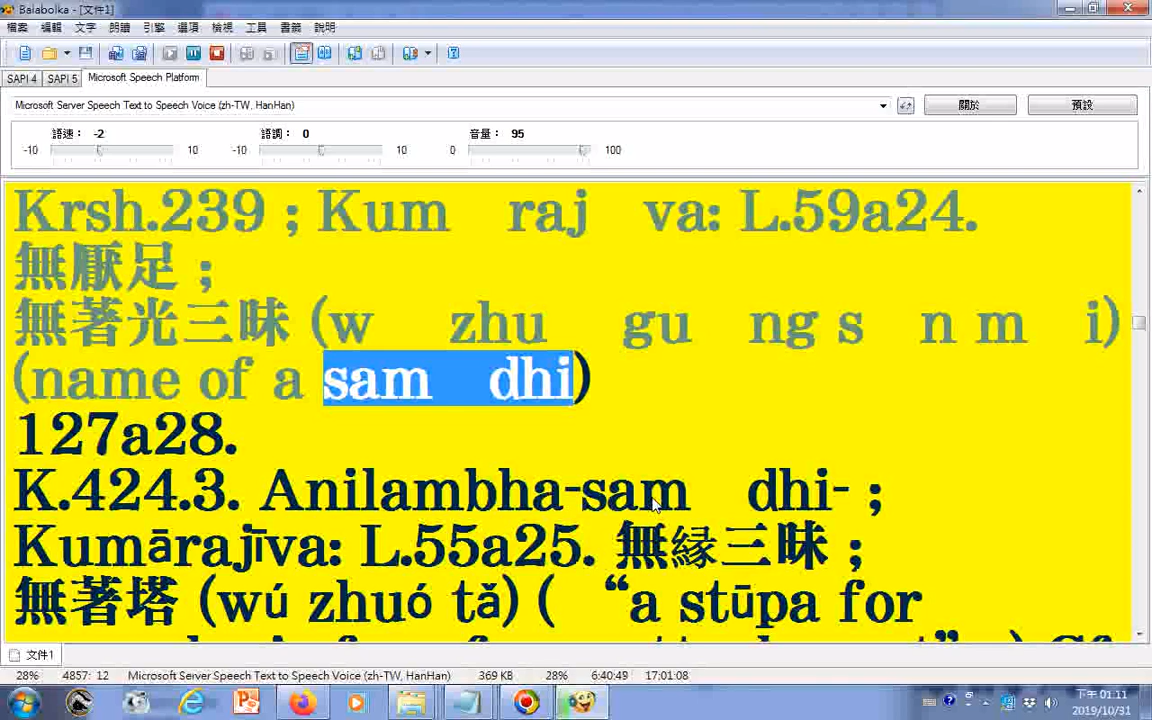 Balabolka - [文件1]
檔案 編輯 文字 朗讀 引擎 選項 檢視 工具 書籤 說明
SAPI 4 SAPI 5 Microsoft Speech Platform
Microsoft Server Speech Text to Speech Voice (zh-TW, HanHan) 關於 預設
語速： -2 語調： 0 音量： 95
-10 10 -10 10 0 100
Krsh.239 ; Kum raj va: L.59a24.
無厭足 ;
無著光三昧 (w zhu gu ng s n m i)
(name of a sam dhi)
127a28.
K.424.3. Anilambha-sam dhi- ;
Kumārajīva: L.55a25. 無緣三昧 ;
無著塔 (wú zhuó tǎ) ( “a stūpa for
文件1
28% 4857: 12 Microsoft Server Speech Text to Speech Voice (zh-TW, HanHan) 369 KB 28% 6:40:49 17:01:08
下午 01:11
2019/10/31